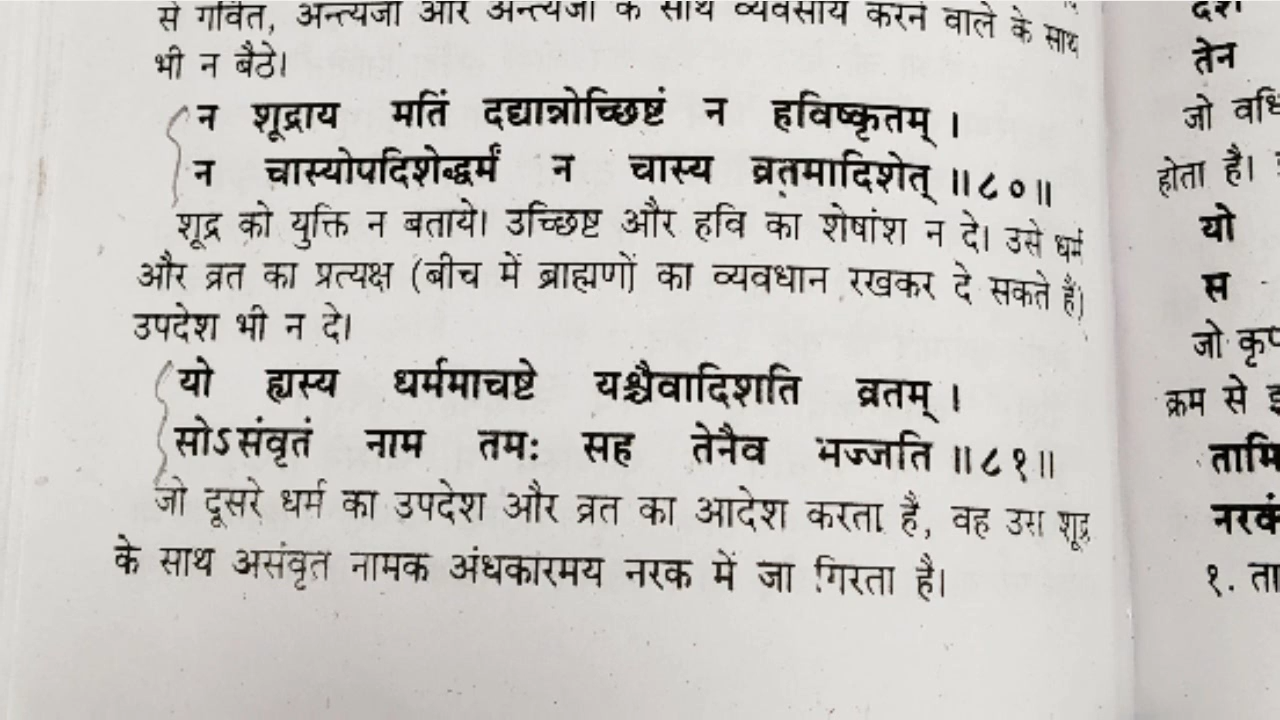 से गर्वित, अन्त्यजों और अन्त्यजों के साथ व्यवसाय करने वाले के साथ
भी न बैठे।
न शूद्राय मतिं दद्यान्नोच्छिष्टं न हविष्कृतम् ।
न चास्योपदिशेद्धर्मं न चास्य व्रतमादिशेत् ॥८०॥
शूद्र को युक्ति न बताये। उच्छिष्ट और हवि का शेषांश न दे। उसे धर्म
और व्रत का प्रत्यक्ष (बीच में ब्राह्मणों का व्यवधान रखकर दे सकते हैं)
उपदेश भी न दे।
यो ह्यस्य धर्ममाचष्टे यश्चैवादिशति व्रतम् ।
सोऽसंवृतं नाम तमः सह तेनैव मज्जति ॥८१॥
जो दूसरे धर्म का उपदेश और व्रत का आदेश करता है, वह उस शूद्र
के साथ असंवृत नामक अंधकारमय नरक में जा गिरता है।
तेन
जो
होता है।
यो
स
जो
क्रम से
१.